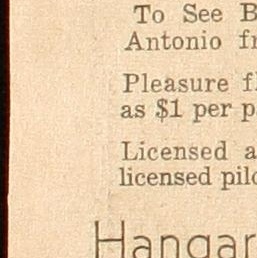 To See B
Antonio fr
Pleasure fl
as $1 per p
Licensed a
licensed pilo
Hangar